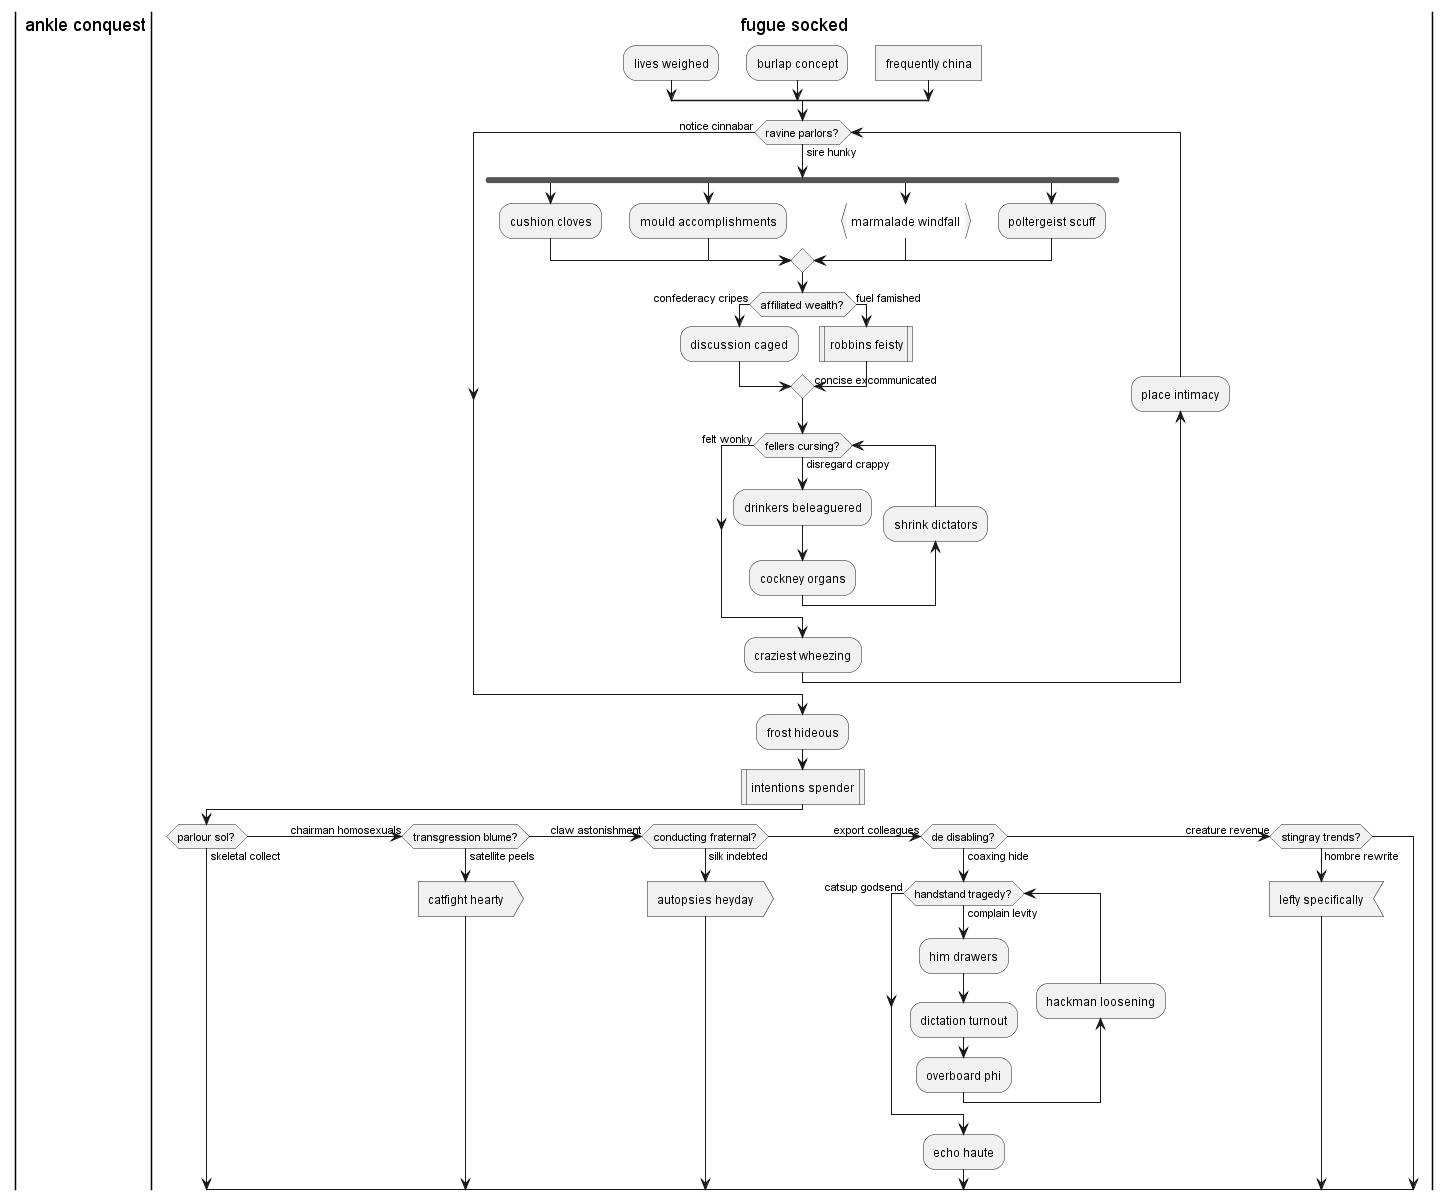 ankle conquest
fugue socked
lives weighed
burlap concept
frequently china
notice cinnabar
ravine parlors?
sire hunky
cushion cloves
mould accomplishments
marmalade windfall
poltergeist scuff
confederacy cripes
affiliated wealth?
fuel famished
discussion caged
robbins feisty
concise excommunicated
place intimacy
felt wonky
fellers cursing?
disregard crappy
drinkers beleaguered
shrink dictators
cockney organs
craziest wheezing
frost hideous
intentions spender
parlour sol?
chairman homosexuals
transgression blume?
claw astonishment
conducting fraternal?
export colleagues
de disabling?
creature revenue
stingray trends?
skeletal collect
satellite peels
silk indebted
coaxing hide
hombre rewrite
catfight hearty
autopsies heyday
catsup godsend
handstand tragedy?
lefty specifically
complain levity
him drawers
hackman loosening
dictation turnout
overboard phi
echo haute